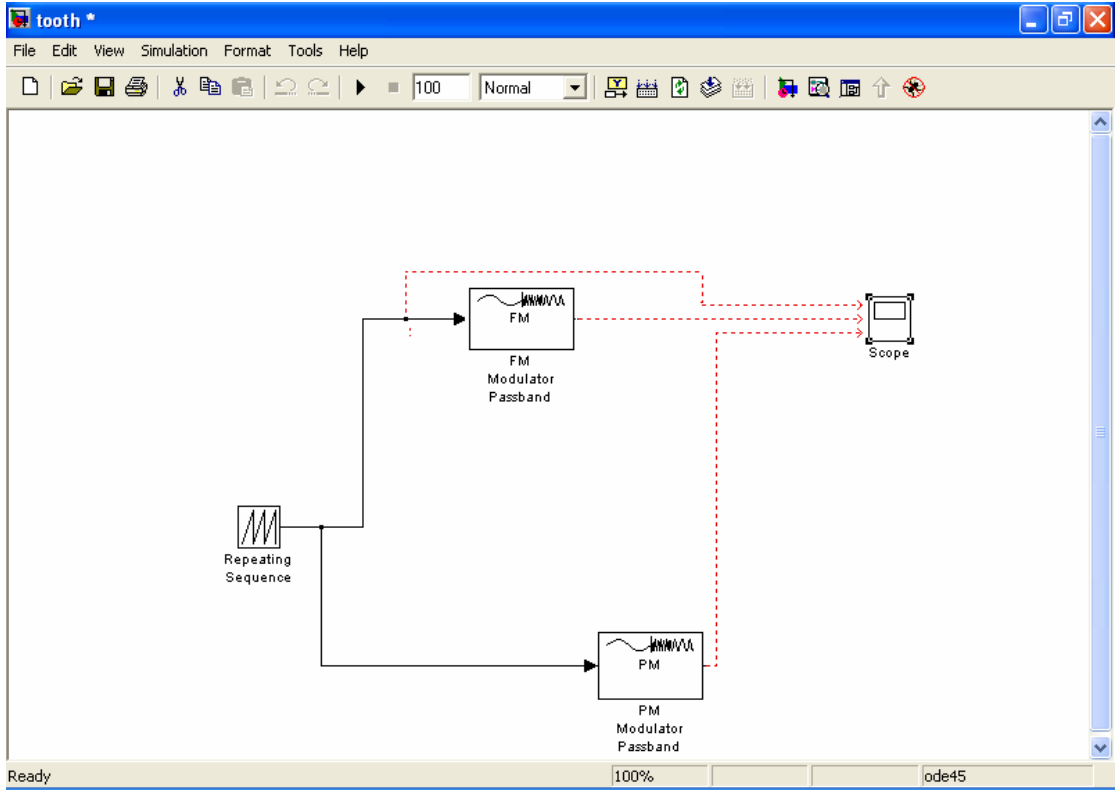 tooth *
File Edit View Simulation Format Tools Help
100 Normal
FM
FM
Modulator
Passband
Scope
Repeating
Sequence
PM
PM
Modulator
Passband
Ready 100% ode45